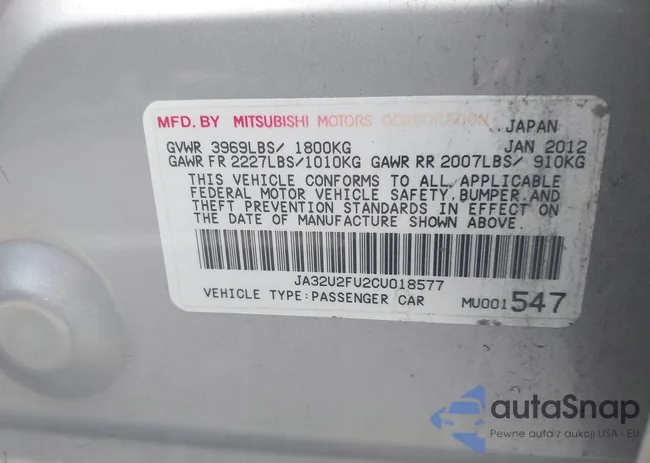 MFD. BY MITSUBISHI MOTORS CORPORATION JAPAN
GVWR 3969LBS/ 1800KG JAN 2012
GAWR FR 2227LBS/1010KG GAWR RR 2007LBS/ 910KG
THIS VEHICLE CONFORMS TO ALL APPLICABLE
FEDERAL MOTOR VEHICLE SAFETY,BUMPER,AND
THEFT PREVENTION STANDARDS IN EFFECT ON
THE DATE OF MANUFACTURE SHOWN ABOVE.
JA32U2FU2CU018577
VEHICLE TYPE:PASSENGER CAR MU001547
autaSnap
Pewne auta z aukcji USA - EU